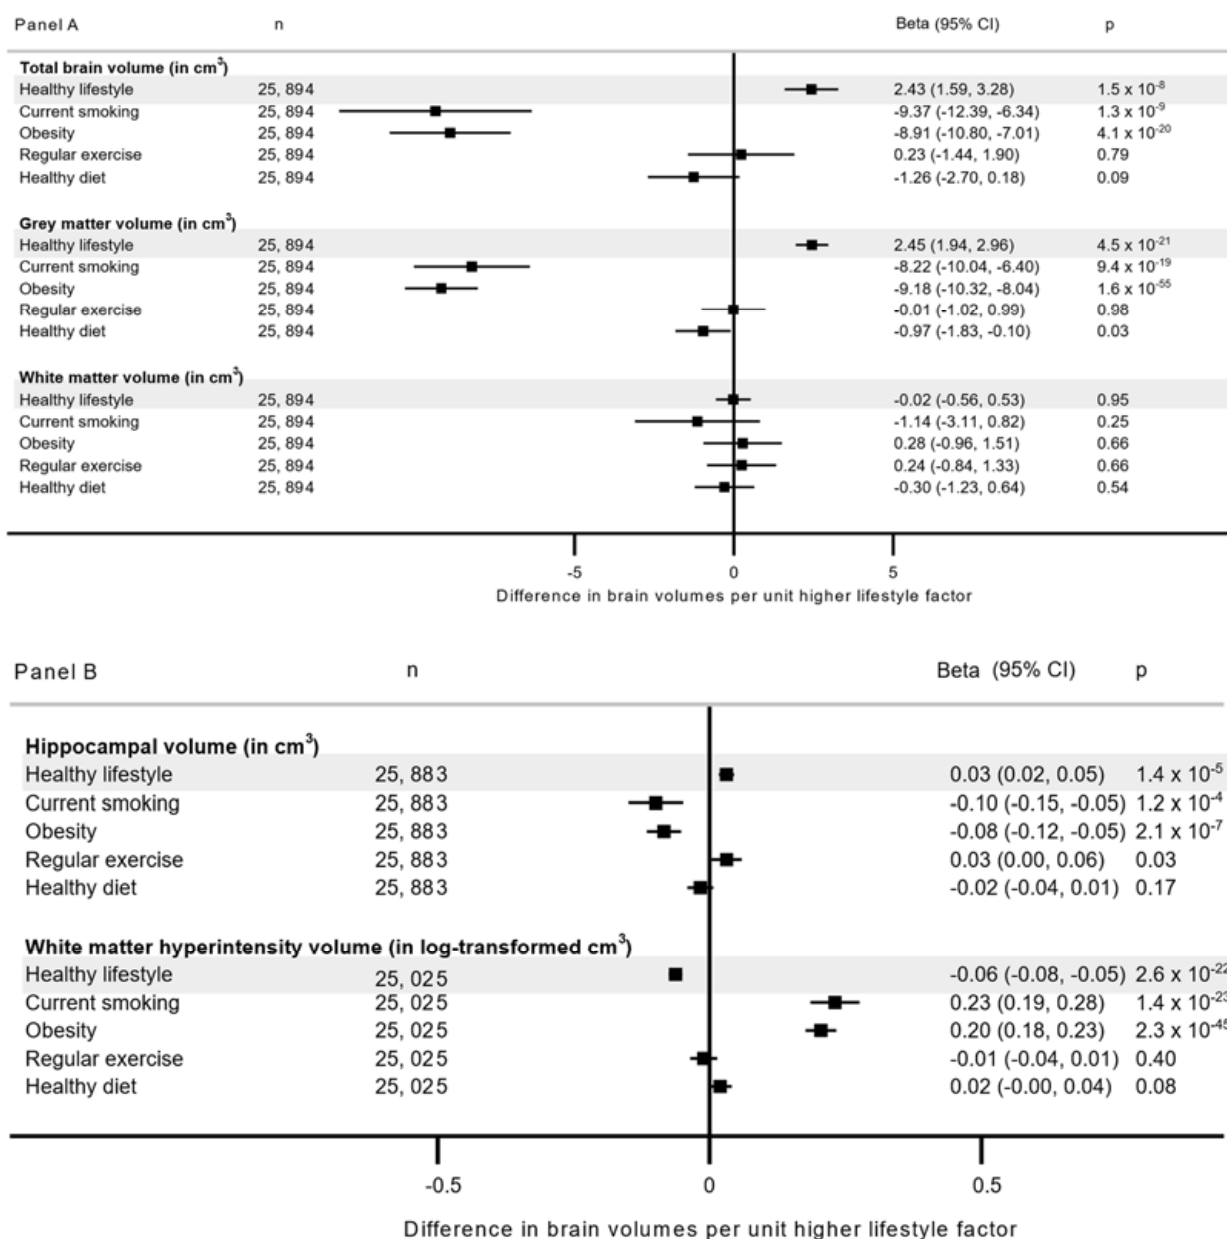 Panel A n Beta (95% CI) p
Total brain volume (in cm³)
Healthy lifestyle 25, 894 2.43 (1.59, 3.28) 1.5 x 10⁻⁸
Current smoking 25, 894 -9.37 (-12.39, -6.34) 1.3 x 10⁻⁹
Obesity 25, 894 -8.91 (-10.80, -7.01) 4.1 x 10⁻²⁰
Regular exercise 25, 894 0.23 (-1.44, 1.90) 0.79
Healthy diet 25, 894 -1.26 (-2.70, 0.18) 0.09
Grey matter volume (in cm³)
Healthy lifestyle 25, 894 2.45 (1.94, 2.96) 4.5 x 10⁻²¹
Current smoking 25, 894 -8.22 (-10.04, -6.40) 9.4 x 10⁻¹⁹
Obesity 25, 894 -9.18 (-10.32, -8.04) 1.6 x 10⁻⁵⁵
Regular exercise 25, 894 -0.01 (-1.02, 0.99) 0.98
Healthy diet 25, 894 -0.97 (-1.83, -0.10) 0.03
White matter volume (in cm³)
Healthy lifestyle 25, 894 -0.02 (-0.56, 0.53) 0.95
Current smoking 25, 894 -1.14 (-3.11, 0.82) 0.25
Obesity 25, 894 0.28 (-0.96, 1.51) 0.66
Regular exercise 25, 894 0.24 (-0.84, 1.33) 0.66
Healthy diet 25, 894 -0.30 (-1.23, 0.64) 0.54
-5 0 5
Difference in brain volumes per unit higher lifestyle factor
Panel B n Beta (95% CI) p
Hippocampal volume (in cm³)
Healthy lifestyle 25, 883 0.03 (0.02, 0.05) 1.4 x 10⁻⁵
Current smoking 25, 883 -0.10 (-0.15, -0.05) 1.2 x 10⁻⁴
Obesity 25, 883 -0.08 (-0.12, -0.05) 2.1 x 10⁻⁷
Regular exercise 25, 883 0.03 (0.00, 0.06) 0.03
Healthy diet 25, 883 -0.02 (-0.04, 0.01) 0.17
White matter hyperintensity volume (in log-transformed cm³)
Healthy lifestyle 25, 025 -0.06 (-0.08, -0.05) 2.6 x 10⁻²²
Current smoking 25, 025 0.23 (0.19, 0.28) 1.4 x 10⁻²³
Obesity 25, 025 0.20 (0.18, 0.23) 2.3 x 10⁻⁴⁵
Regular exercise 25, 025 -0.01 (-0.04, 0.01) 0.40
Healthy diet 25, 025 0.02 (-0.00, 0.04) 0.08
-0.5 0 0.5
Difference in brain volumes per unit higher lifestyle factor